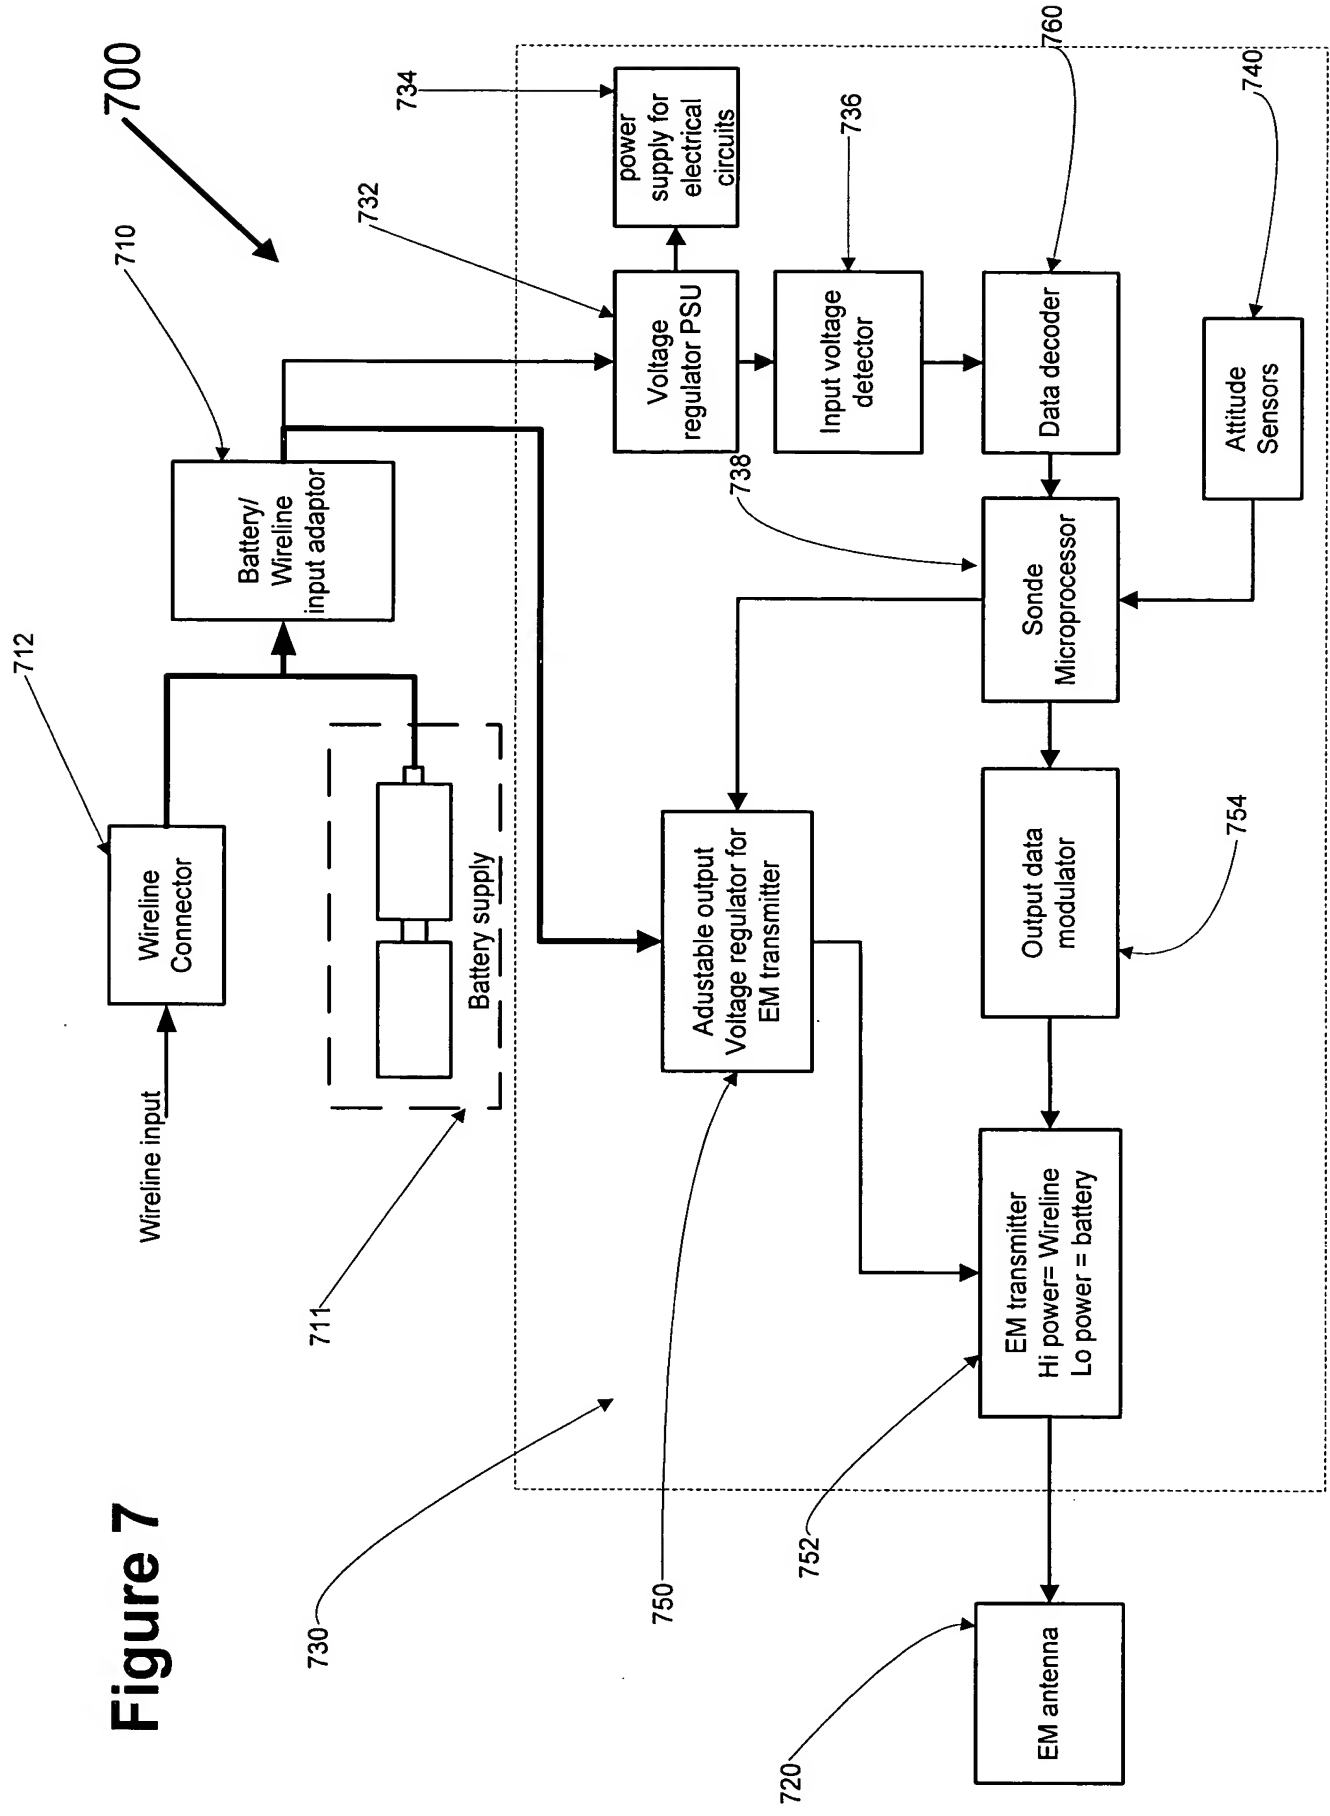 Figure 7
700
712
710
732
734
Wireline input
Wireline
Connector
Battery/
Wireline
input adaptor
711
Battery supply
730
power
supply for
electrical
circuits
Voltage
regulator PSU
736
Input voltage
detector
760
Data decoder
740
Attitude
Sensors
738
Sonde
Microprocessor
750
Adustable output
Voltage regulator for
EM transmitter
754
Output data
modulator
752
EM transmitter
Hi power= Wireline
Lo power = battery
720
EM antenna